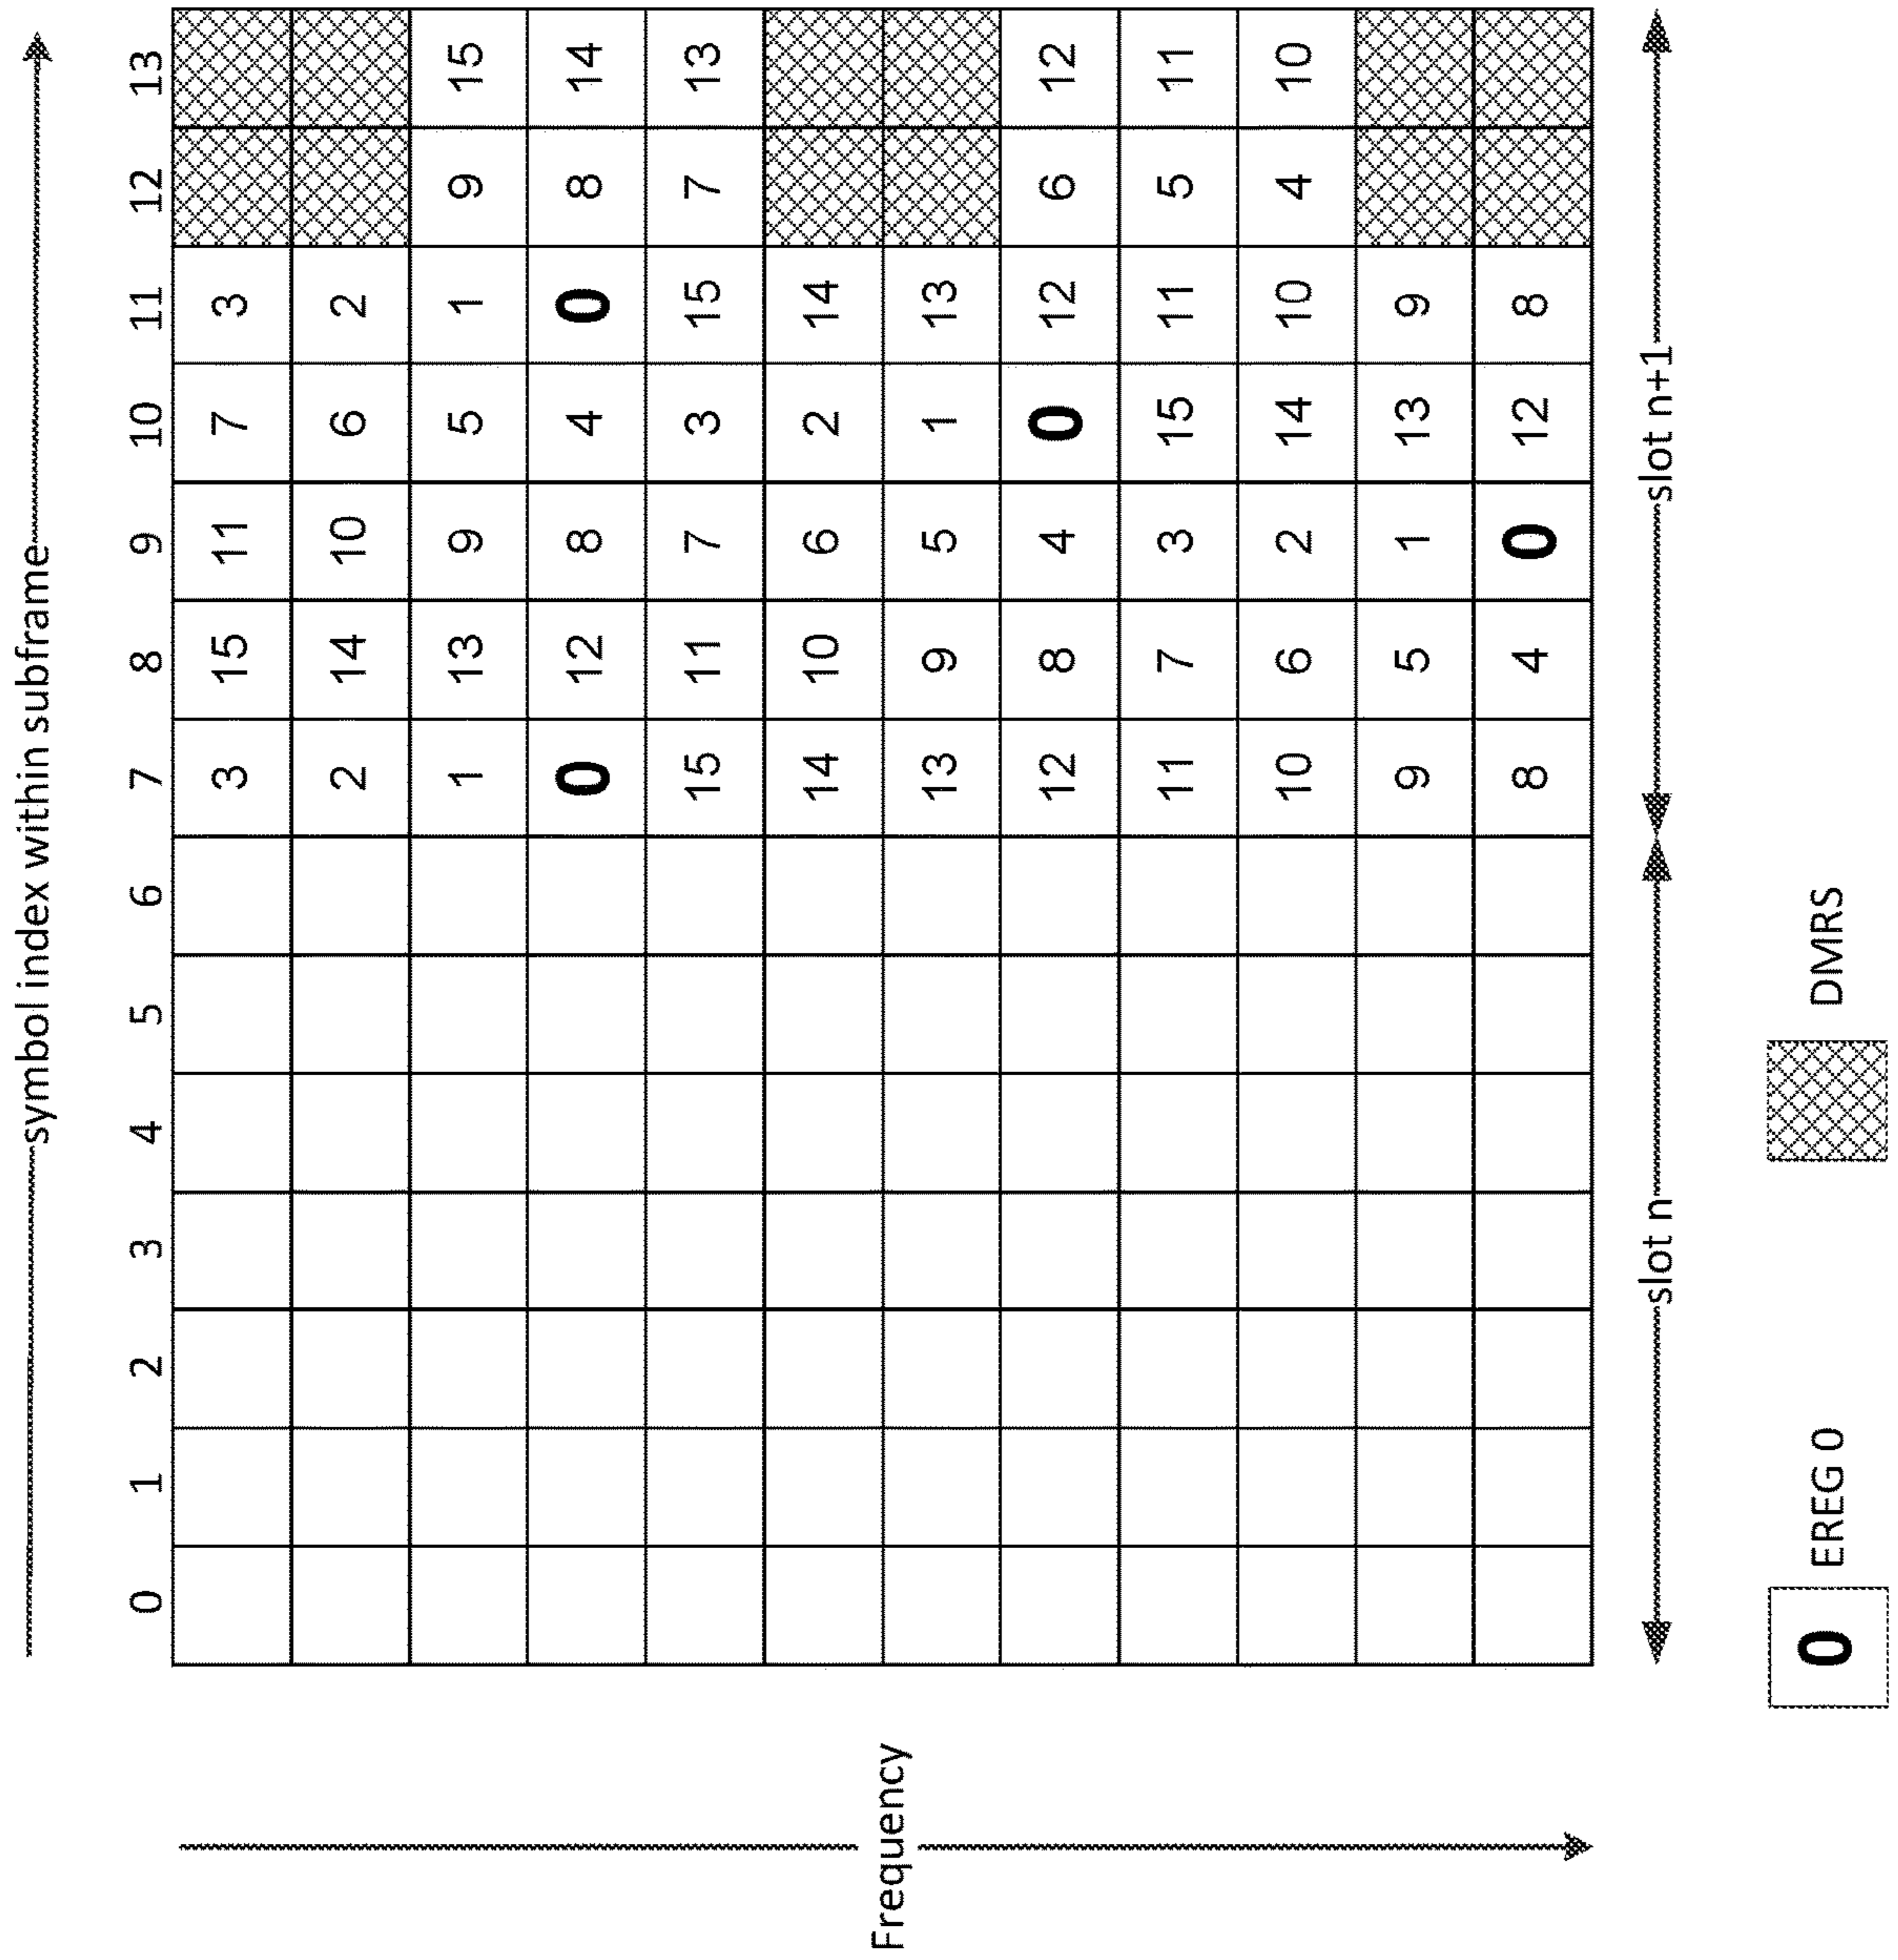 symbol index within subframe
0 1 2 3 4 5 6 7 8 9 10 11 12 13
3 15 11 7 3
2 14 10 6 2
1 13 9 5 1 9 15
0 12 8 4 0 8 14
15 11 7 3 15 7 13
14 10 6 2 14
Frequency
13 9 5 1 13
12 8 4 0 12 6 12
11 7 3 15 11 5 11
10 6 2 14 10 4 10
9 5 1 13 9
8 4 0 12 8
slot n slot n+1
0 EREG 0 DMRS